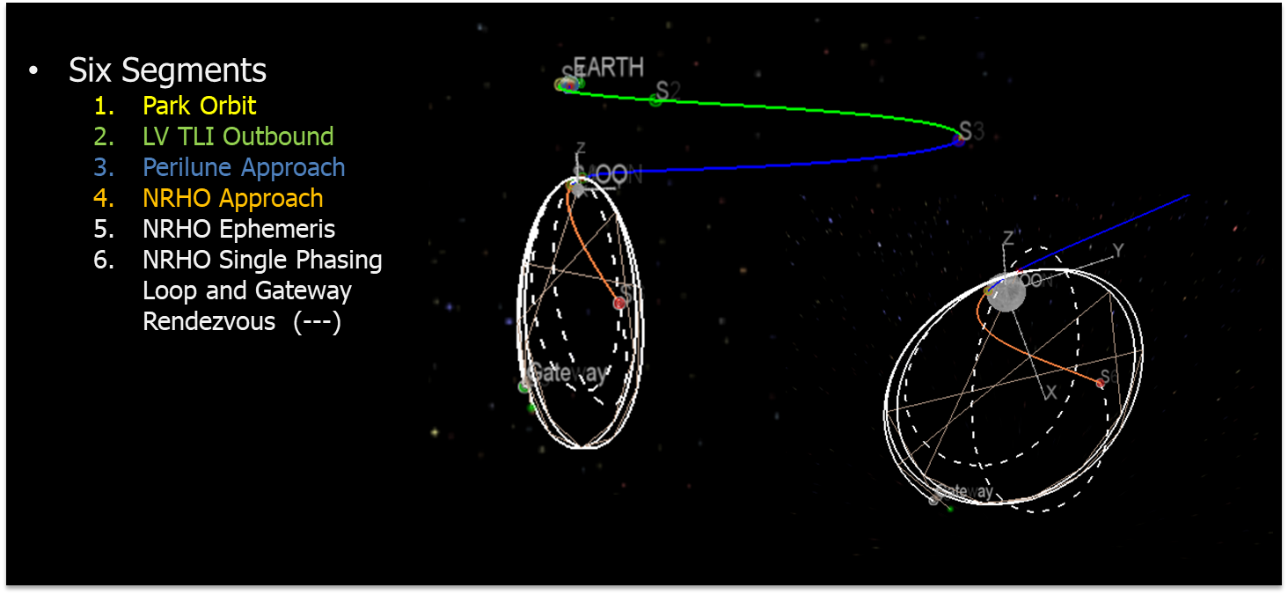 • Six Segments
1. Park Orbit
2. LV TLI Outbound
3. Perilune Approach
4. NRHO Approach
5. NRHO Ephemeris
6. NRHO Single Phasing
Loop and Gateway
Rendezvous (---)
EARTH
S2
S3
Z
MOON
Gateway
Z
Y
X
S6
Gateway